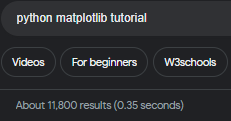 python matplotlib tutorial
Videos For beginners W3schools
About 11,800 results (0.35 seconds)